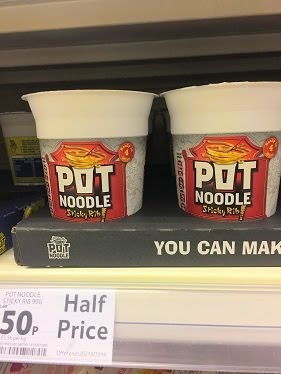 POT
NOODLE
Sticky Rib
POT
NOODLE
Sticky Rib
POT
NOODLE
YOU CAN MAK
POT NOODLE
STICKY RIB 90G
50P
Half
Price